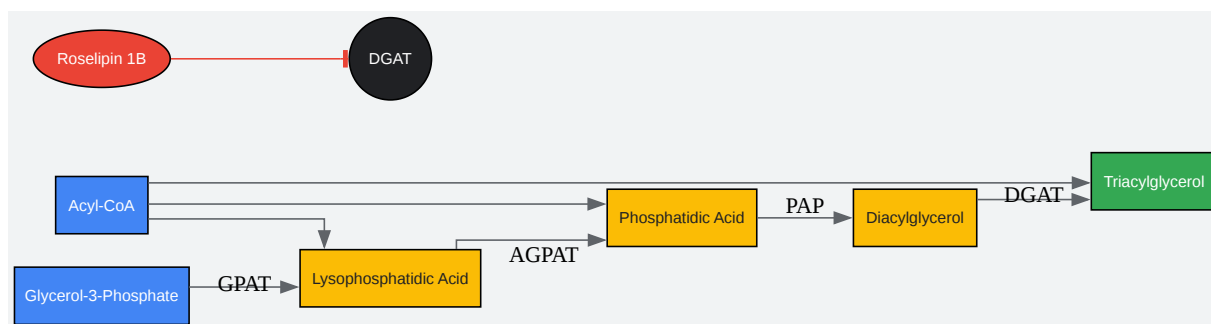 Roselipin 1B
DGAT
Acyl-CoA
Triacylglycerol
Phosphatidic Acid
PAP
Diacylglycerol
DGAT
AGPAT
Lysophosphatidic Acid
GPAT
Glycerol-3-Phosphate